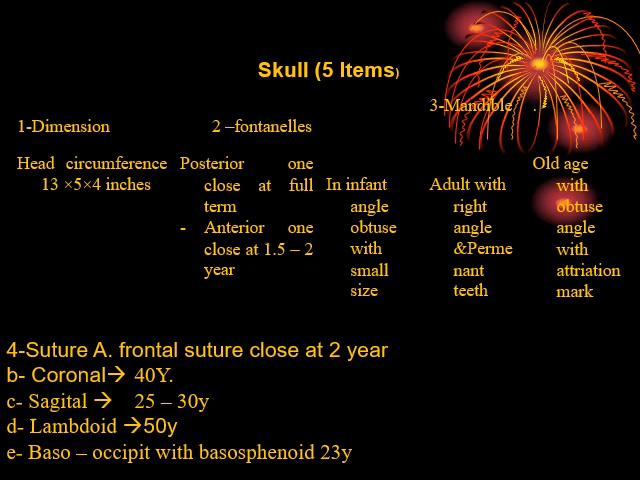 Skull (5 Items)
3-Mandible .
1-Dimension
2 –fontanelles
Head circumference
13 ×5×4 inches
Posterior one
close at full
term
- Anterior one
close at 1.5 – 2
year
In infant
angle
obtuse
with
small
size
Adult with
right
angle
&Perme
nant
teeth
Old age
with
obtuse
angle
with
attriation
mark
4-Suture A. frontal suture close at 2 year
b- Coronal→ 40Y.
c- Sagital → 25 – 30y
d- Lambdoid →50y
e- Baso – occipit with basosphenoid 23y